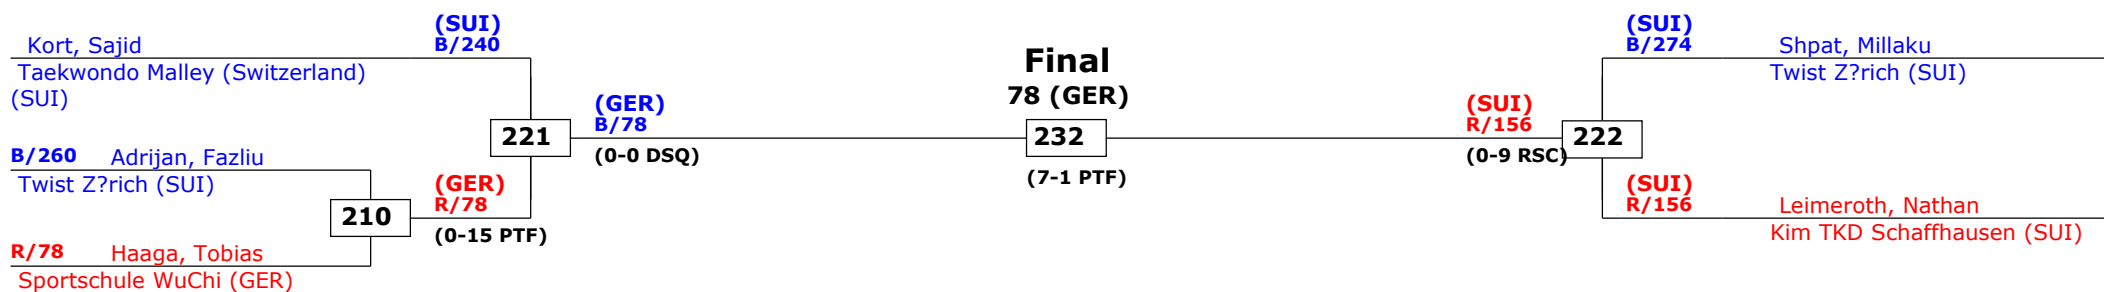 Kort, Sajid
(SUI)
B/240
Taekwondo Malley (Switzerland)
(SUI)
B/260 Adrijan, Fazliu
Twist Z?rich (SUI)
210
R/78 Haaga, Tobias
Sportschule WuChi (GER)
(GER)
R/78
(0-15 PTF)
221
(GER)
B/78
(0-0 DSQ)
Final
78 (GER)
232
(7-1 PTF)
(SUI)
R/156
(0-9 RSC)
222
(SUI)
B/274 Shpat, Millaku
Twist Z?rich (SUI)
(SUI)
R/156 Leimeroth, Nathan
Kim TKD Schaffhausen (SUI)